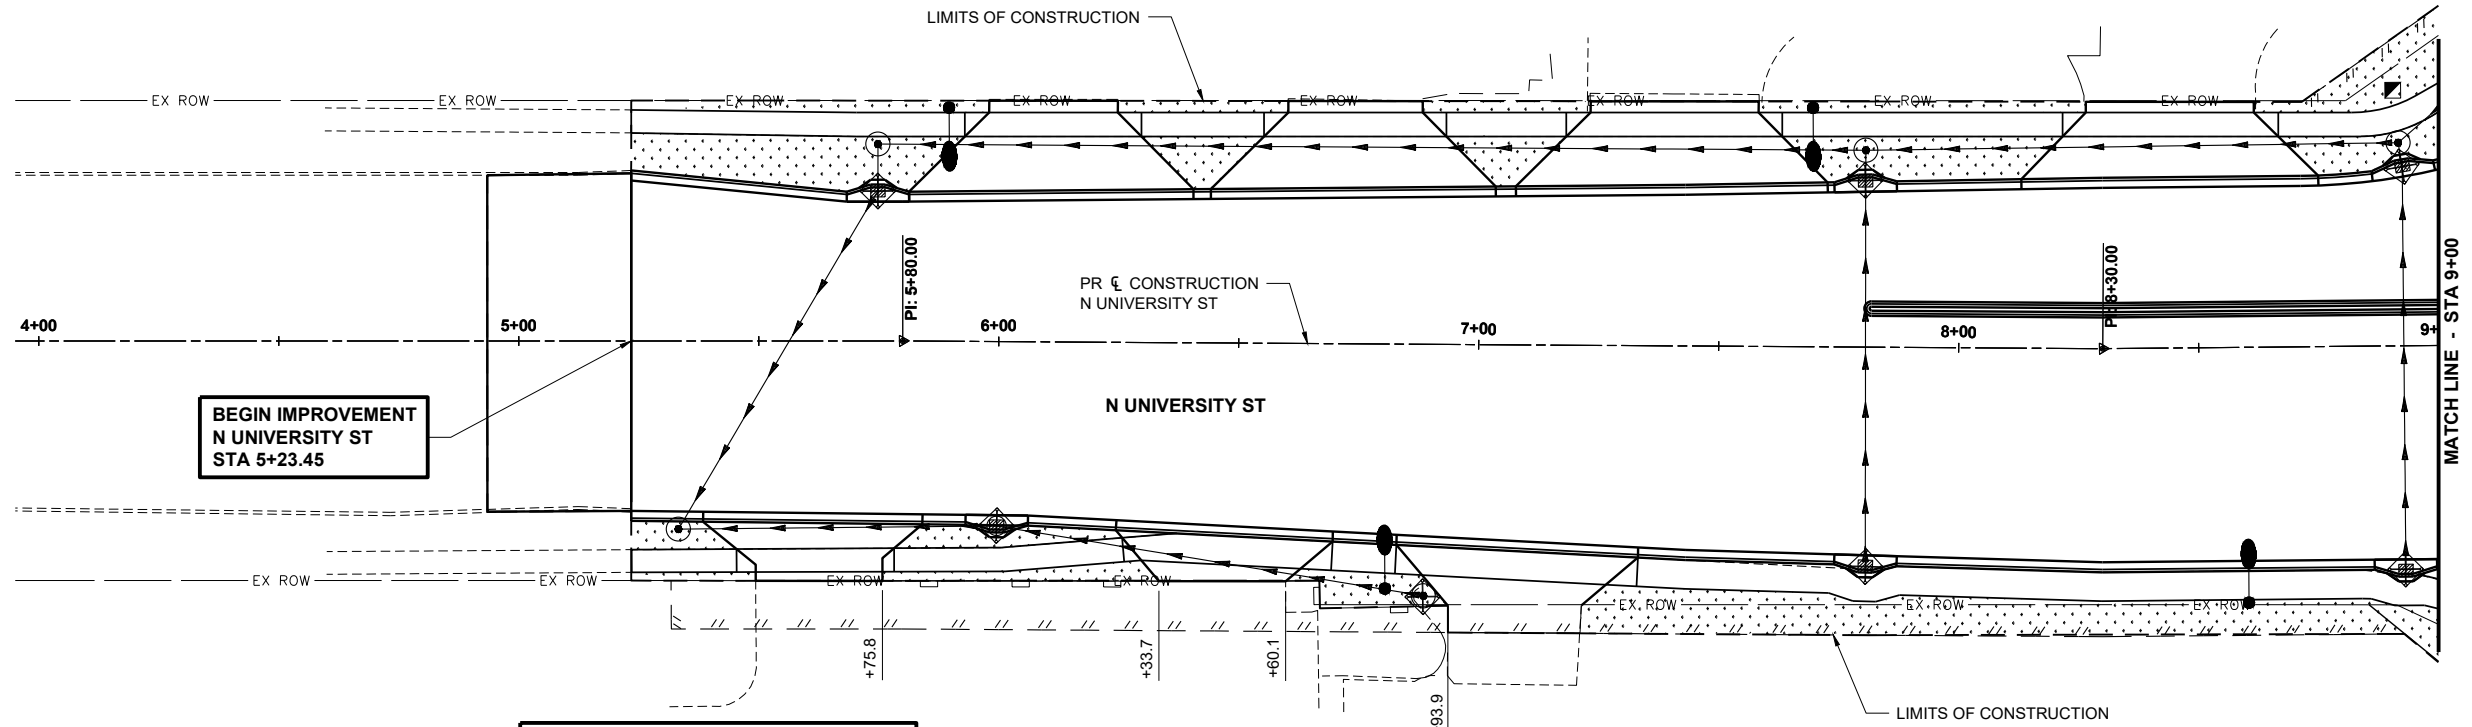 LIMITS OF CONSTRUCTION
EX ROW EX ROW EX ROW EX ROW EX ROW EX ROW EX ROW EX ROW
PI: 5+80.00
PI: 8+30.00
PR ℄ CONSTRUCTION
N UNIVERSITY ST
4+00 5+00 6+00 7+00 8+00 9+
MATCH LINE - STA 9+00
BEGIN IMPROVEMENT
N UNIVERSITY ST
STA 5+23.45
N UNIVERSITY ST
EX ROW EX ROW EX ROW EX ROW EX ROW EX ROW EX ROW
+75.8
+33.7
+60.1
93.9
LIMITS OF CONSTRUCTION